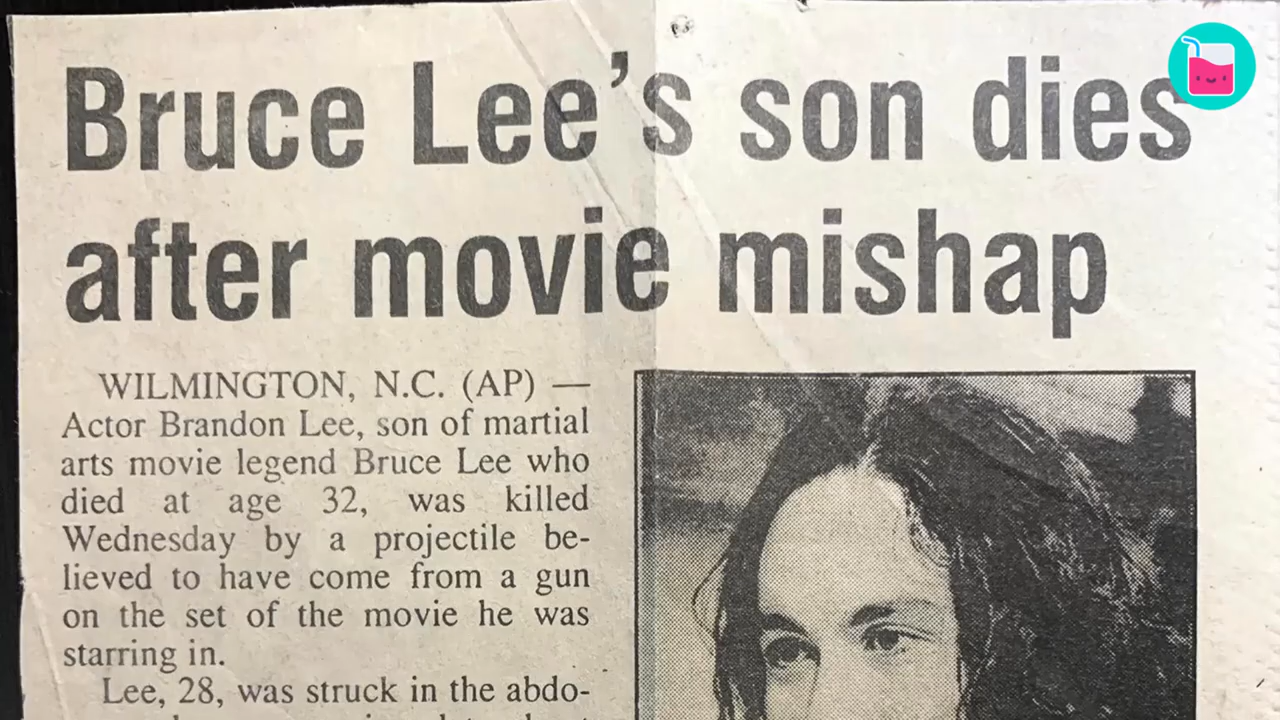 Bruce Lee's son dies
after movie mishap
WILMINGTON, N.C. (AP) —
Actor Brandon Lee, son of martial
arts movie legend Bruce Lee who
died at age 32, was killed
Wednesday by a projectile be-
lieved to have come from a gun
on the set of the movie he was
starring in.
Lee, 28, was struck in the abdo-